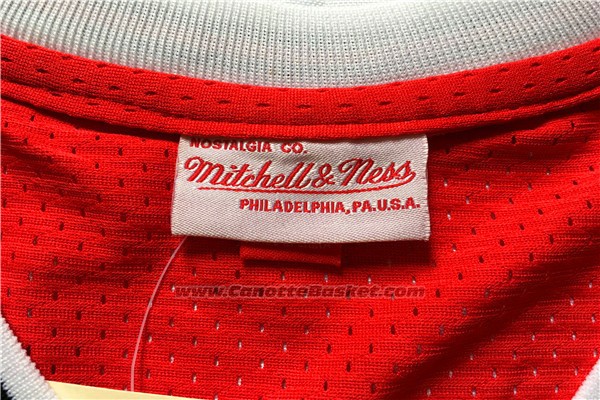 NOSTALGIA CO.
Mitchell & Ness
PHILADELPHIA, PA. U.S.A.
www.CanotteBasket.com